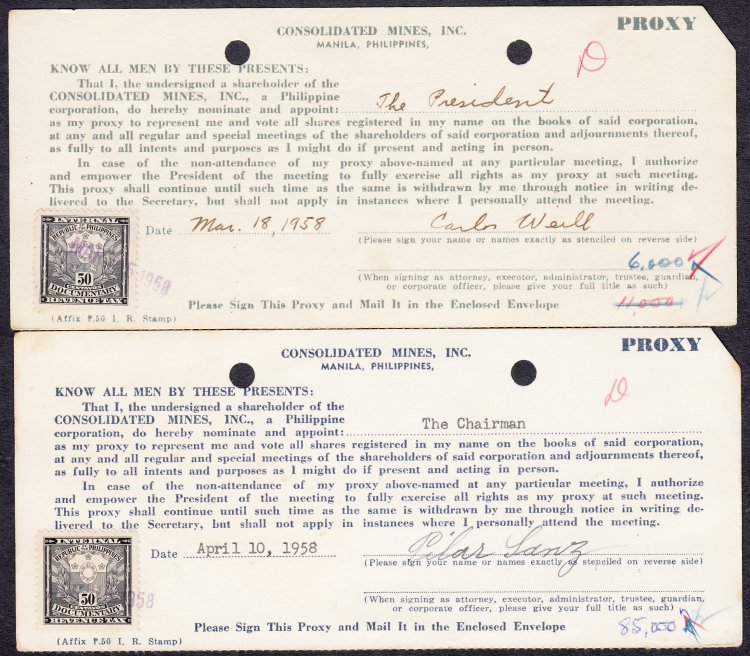 CONSOLIDATED MINES, INC.
PROXY
MANILA, PHILIPPINES,
D
KNOW ALL MEN BY THESE PRESENTS:
That I, the undersigned a shareholder of the
CONSOLIDATED MINES, INC., a Philippine
corporation, do hereby nominate and appoint: The President
as my proxy to represent me and vote all shares registered in my name on the books of said corporation,
at any and all regular and special meetings of the shareholders of said corporation and adjournments thereof,
as fully to all intents and purposes as I might do if present and acting in person.
In case of the non-attendance of my proxy above-named at any particular meeting, I authorize
and empower the President of the meeting to fully exercise all rights as my proxy at such meeting.
This proxy shall continue until such time as the same is withdrawn by me through notice in writing de-
livered to the Secretary, but shall not apply in instances where I personally attend the meeting.
INTERNAL
REPUBLIC OF THE PHILIPPINES
50
CENTAVOS
DOCUMENTARY
REVENUE TAX
Date Mar. 18, 1958 Carlos Weill
(Please sign your name or names exactly as stenciled on reverse side)
1958
6,000
(When signing as attorney, executor, administrator, trustee, guardian,
or corporate officer, please give your full title as such)
Please Sign This Proxy and Mail It in the Enclosed Envelope 11,000
(Affix ₱.50 I. R. Stamp)
CONSOLIDATED MINES, INC.
PROXY
MANILA, PHILIPPINES,
D
KNOW ALL MEN BY THESE PRESENTS:
That I, the undersigned a shareholder of the
CONSOLIDATED MINES, INC., a Philippine
corporation, do hereby nominate and appoint: The Chairman
as my proxy to represent me and vote all shares registered in my name on the books of said corporation,
at any and all regular and special meetings of the shareholders of said corporation and adjournments thereof,
as fully to all intents and purposes as I might do if present and acting in person.
In case of the non-attendance of my proxy above-named at any particular meeting, I authorize
and empower the President of the meeting to fully exercise all rights as my proxy at such meeting.
This proxy shall continue until such time as the same is withdrawn by me through notice in writing de-
livered to the Secretary, but shall not apply in instances where I personally attend the meeting.
INTERNAL
REPUBLIC OF THE PHILIPPINES
50
CENTAVOS
DOCUMENTARY
REVENUE TAX
Date April 10, 1958 Pilar Sanz
(Please sign your name or names exactly as stenciled on reverse side)
(When signing as attorney, executor, administrator, trustee, guardian,
or corporate officer, please give your full title as such)
Please Sign This Proxy and Mail It in the Enclosed Envelope 85,000
(Affix ₱.50 I. R. Stamp)